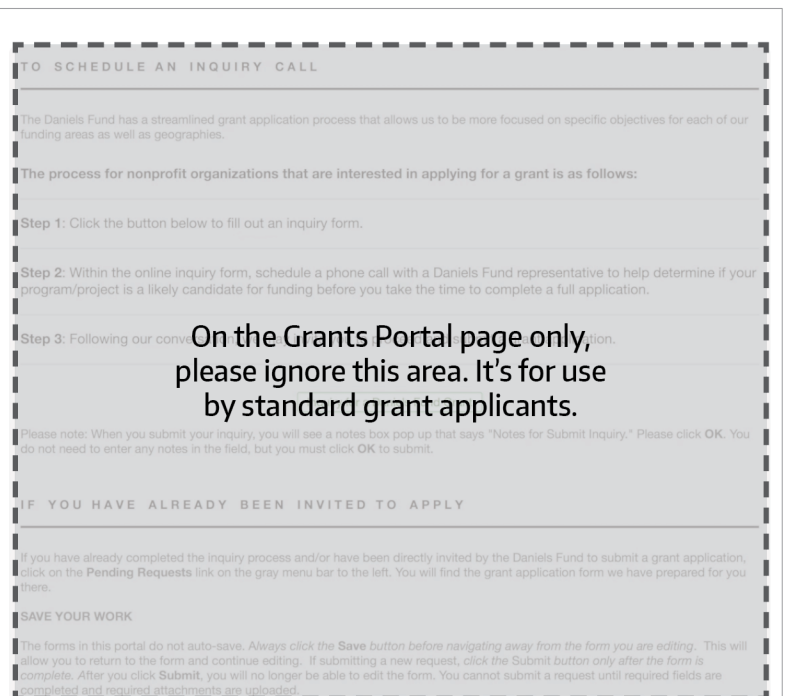 TO SCHEDULE AN INQUIRY CALL
The Daniels Fund has a streamlined grant application process that allows us to be more focused on specific objectives for each of our
funding areas as well as geographies.
The process for nonprofit organizations that are interested in applying for a grant is as follows:
Step 1: Click the button below to fill out an inquiry form.
Step 2: Within the online inquiry form, schedule a phone call with a Daniels Fund representative to help determine if your
program/project is a likely candidate for funding before you take the time to complete a full application.
Step 3: Following our
On the Grants Portal page only,
please ignore this area. It's for use
by standard grant applicants.
Please note: When you submit your inquiry, you will see a notes box pop up that says "Notes for Submit Inquiry." Please click OK. You
do not need to enter any notes in the field, but you must click OK to submit.
IF YOU HAVE ALREADY BEEN INVITED TO APPLY
If you have already completed the inquiry process and/or have been directly invited by the Daniels Fund to submit a grant application,
click on the Pending Requests link on the gray menu bar to the left. You will find the grant application form we have prepared for you
there.
SAVE YOUR WORK
The forms in this portal do not auto-save. Always click the Save button before navigating away from the form you are editing. This will
allow you to return to the form and continue editing. If submitting a new request, click the Submit button only after the form is
complete. After you click Submit, you will no longer be able to edit the form. You cannot submit a request until required fields are
completed and required attachments are uploaded.